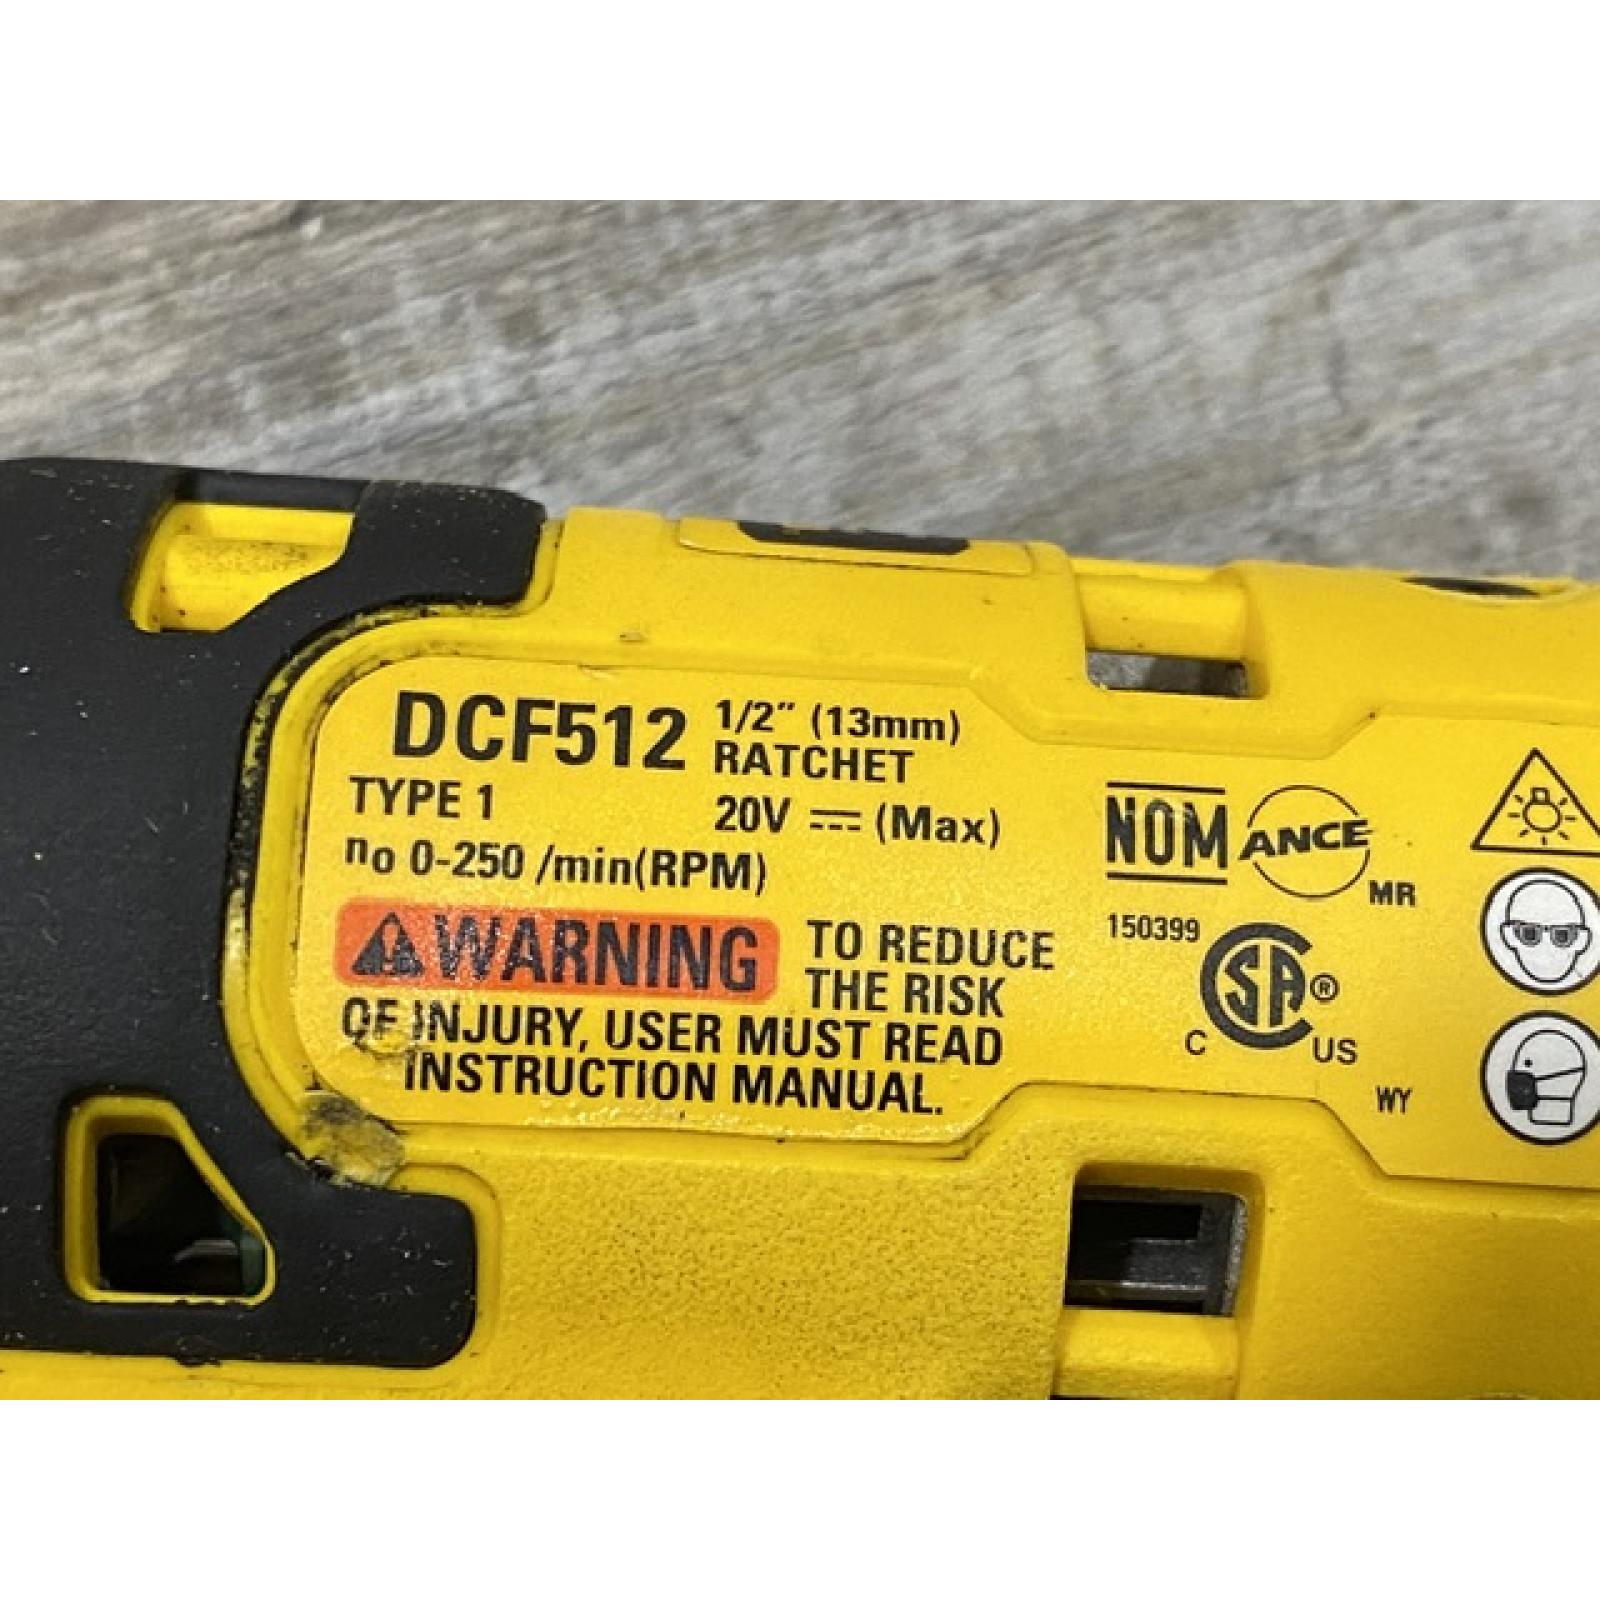 DCF512 1/2" (13mm)
RATCHET
TYPE 1 20V ⎓ (Max)
no 0-250 /min(RPM)
WARNING TO REDUCE
THE RISK
OF INJURY, USER MUST READ
INSTRUCTION MANUAL.
NOM ANCE MR
150399
CSA®
C US
WY